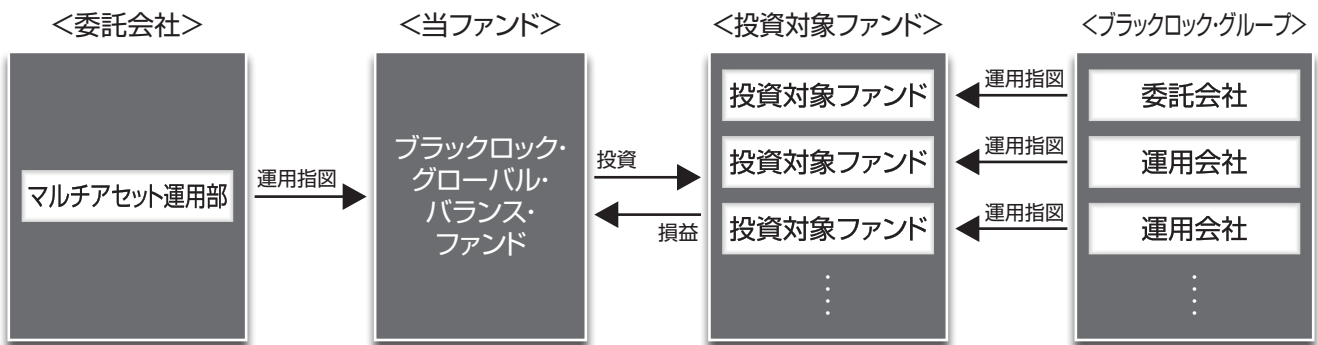 ＜委託会社＞
マルチアセット運用部
運用指図
＜当ファンド＞
ブラックロック・
グローバル・
バランス・
ファンド
投資
損益
＜投資対象ファンド＞
投資対象ファンド
投資対象ファンド
投資対象ファンド
⋮
運用指図
運用指図
運用指図
＜ブラックロック・グループ＞
委託会社
運用会社
運用会社
⋮